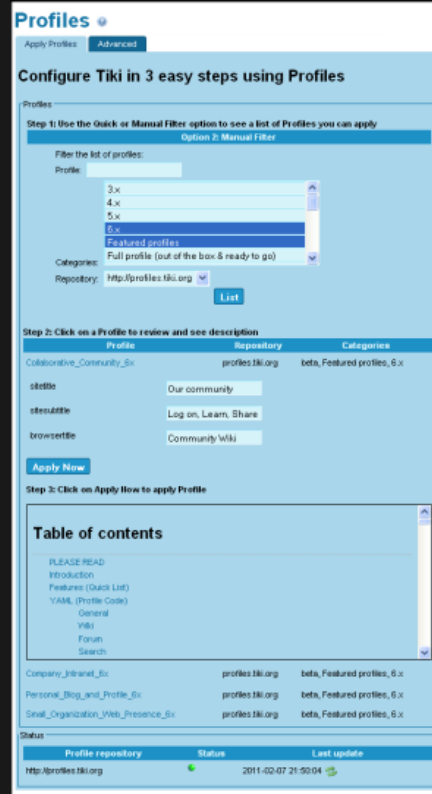 Profiles
Apply Profiles Advanced
Configure Tiki in 3 easy steps using Profiles
Profiles
Step 1: Use the Quick or Manual Filter option to see a list of Profiles you can apply
Option 2: Manual Filter
Filter the list of profiles:
Profile:
3.x
4.x
5.x
6.x
Featured profiles
Full profile (out of the box & ready to go)
Categories:
Repository: http://profiles.tiki.org
List
Step 2: Click on a Profile to review and see description
Profile Repository Categories
Collaborative_Community_6x profiles.tiki.org beta, Featured profiles, 6.x
sitetitle Our community
sitesubtitle Log on, Learn, Share
browsertitle Community Wiki
Apply Now
Step 3: Click on Apply Now to apply Profile
Table of contents
PLEASE READ
Introduction
Features (Quick List)
YAML (Profile Code)
General
Wiki
Forum
Search
Company_Intranet_6x profiles.tiki.org beta, Featured profiles, 6.x
Personal_Blog_and_Profile_6x profiles.tiki.org beta, Featured profiles, 6.x
Small_Organization_Web_Presence_6x profiles.tiki.org beta, Featured profiles, 6.x
Status
Profile repository Status Last update
http://profiles.tiki.org 2011-02-07 21:50:04